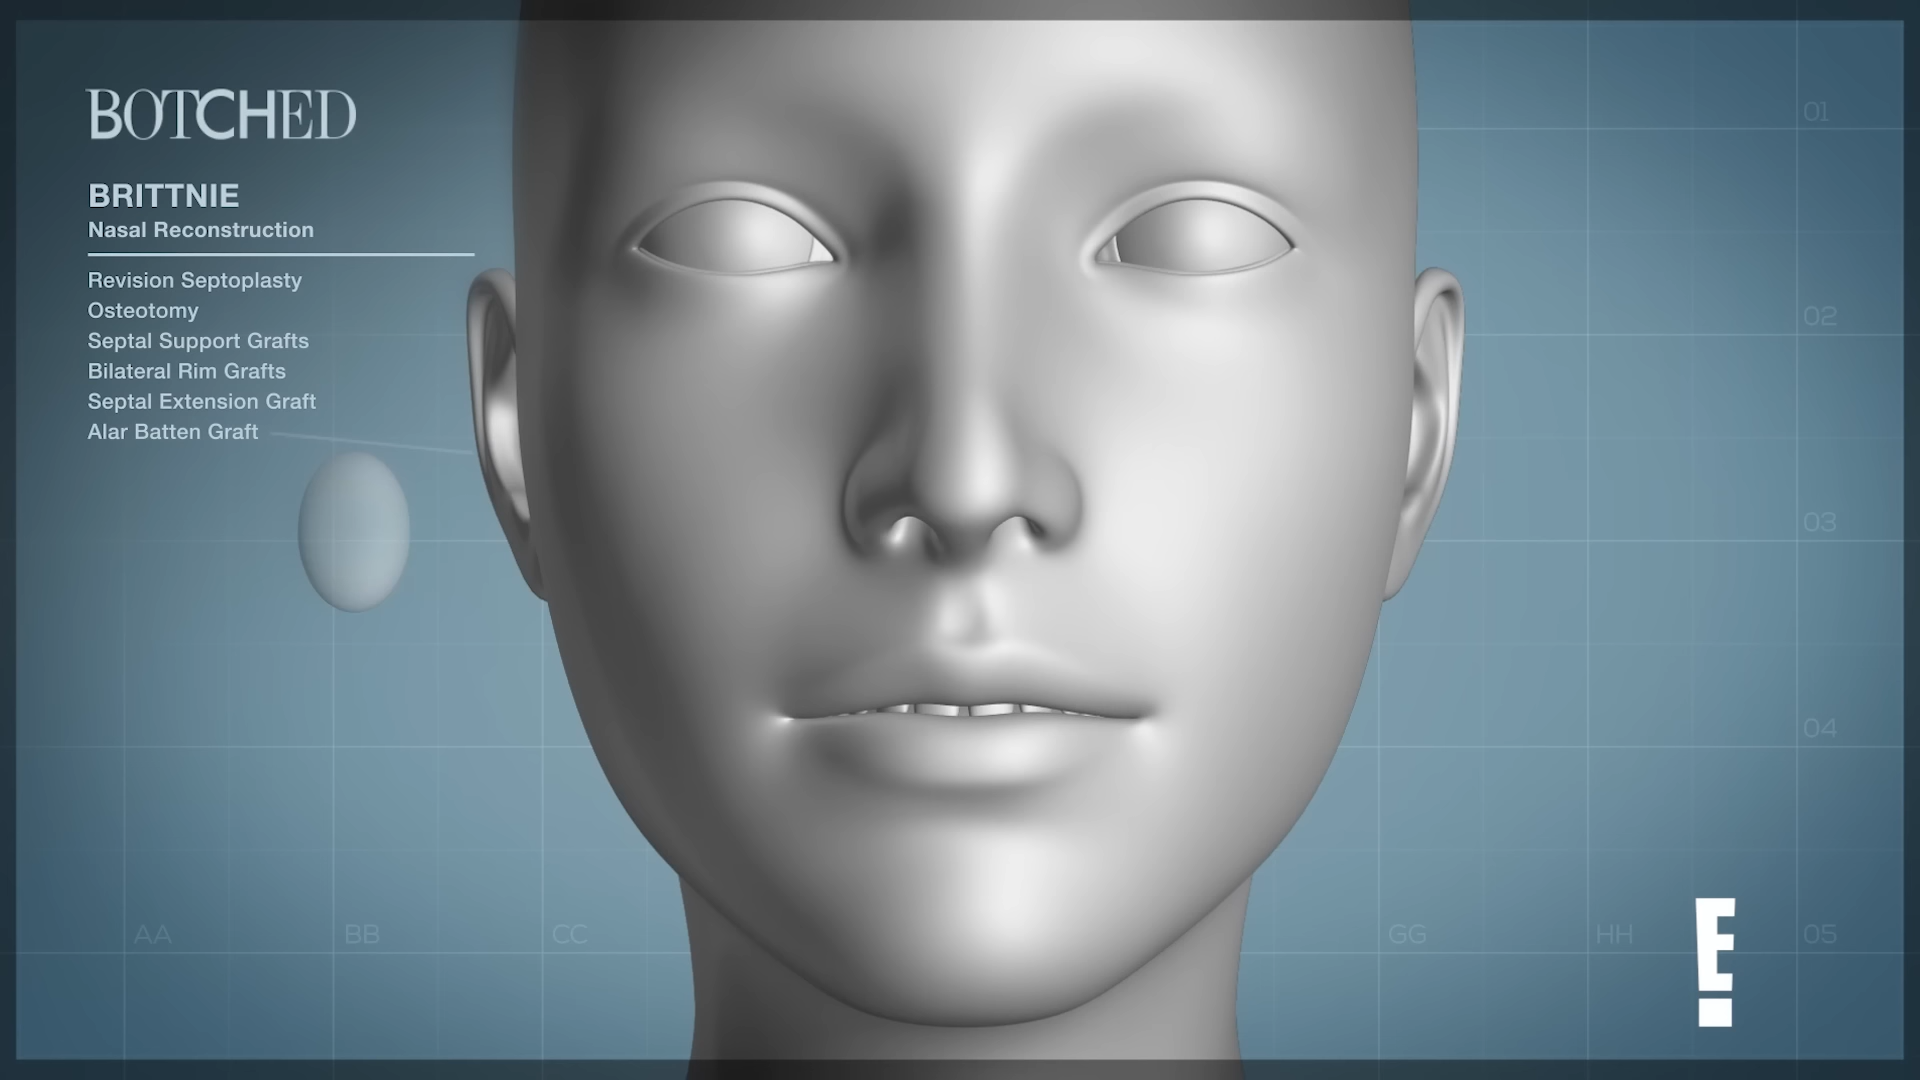 BOTCHED
BRITTNIE
Nasal Reconstruction
Revision Septoplasty
Osteotomy
Septal Support Grafts
Bilateral Rim Grafts
Septal Extension Graft
Alar Batten Graft
01
02
03
04
AA BB CC GG HH 05
E!